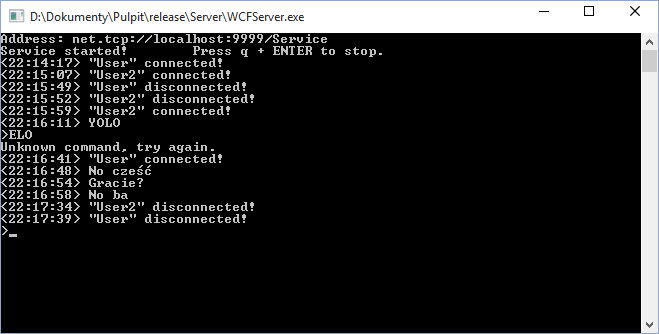 D:\Dokumenty\Pulpit\release\Server\WCFServer.exe
Address: net.tcp://localhost:9999/Service
Service started!        Press q + ENTER to stop.
<22:14:17> "User" connected!
<22:15:07> "User2" connected!
<22:15:49> "User" disconnected!
<22:15:52> "User2" disconnected!
<22:15:59> "User2" connected!
<22:16:11> YOLO
>ELO
Unknown command, try again.
<22:16:41> "User" connected!
<22:16:48> No cześć
<22:16:54> Gracie?
<22:16:58> No ba
<22:17:34> "User2" disconnected!
<22:17:39> "User" disconnected!
>_